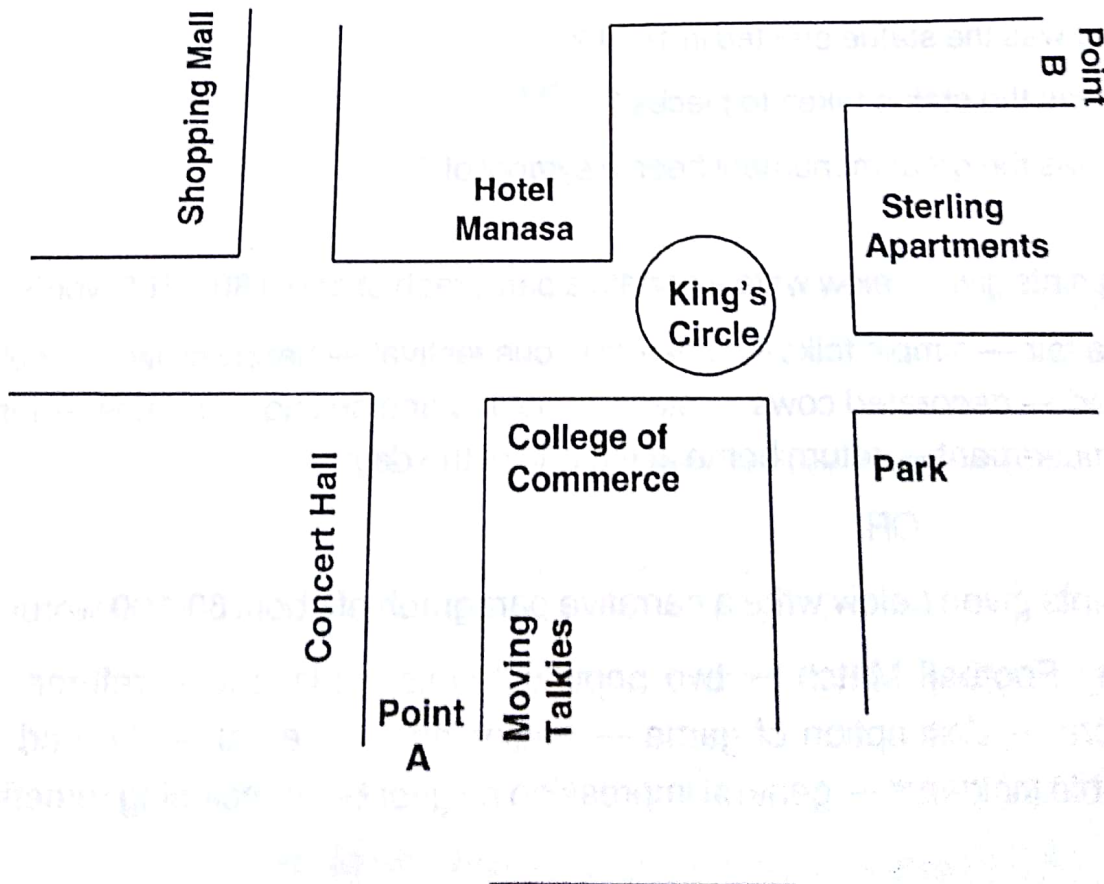 Shopping Mall
Point
B
Hotel
Manasa
Sterling
Apartments
King's
Circle
College of
Commerce
Park
Concert Hall
Moving
Talkies
Point
A